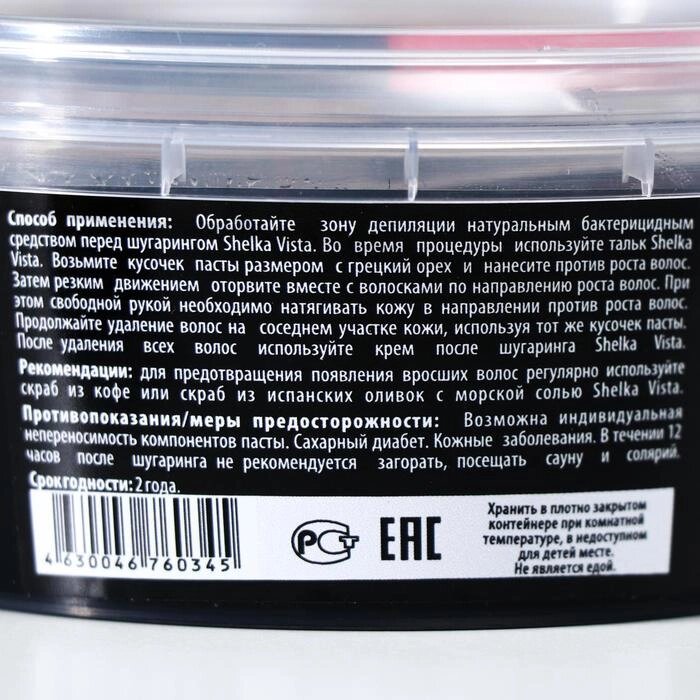 Способ применения: Обработайте зону депиляции натуральным бактерицидным
средством перед шугарингом Shelka Vista. Во время процедуры используйте тальк Shelka
Vista. Возьмите кусочек пасты размером с грецкий орех и нанесите против роста волос.
Затем резким движением оторвите вместе с волосками по направлению роста волос. При
этом свободной рукой необходимо натягивать кожу в направлении против роста волос.
Продолжайте удаление волос на соседнем участке кожи, используя тот же кусочек пасты.
После удаления всех волос используйте крем после шугаринга Shelka Vista.
Рекомендации: для предотвращения появления вросших волос регулярно используйте
скраб из кофе или скраб из испанских оливок с морской солью Shelka Vista.
Противопоказания/меры предосторожности: Возможна индивидуальная
непереносимость компонентов пасты. Сахарный диабет. Кожные заболевания. В течении 12
часов после шугаринга не рекомендуется загорать, посещать сауну и солярий.
Срок годности: 2 года.
4 630046 760345
РСТ
EAC
Хранить в плотно закрытом
контейнере при комнатной
температуре, в недоступном
для детей месте.
Не является едой.